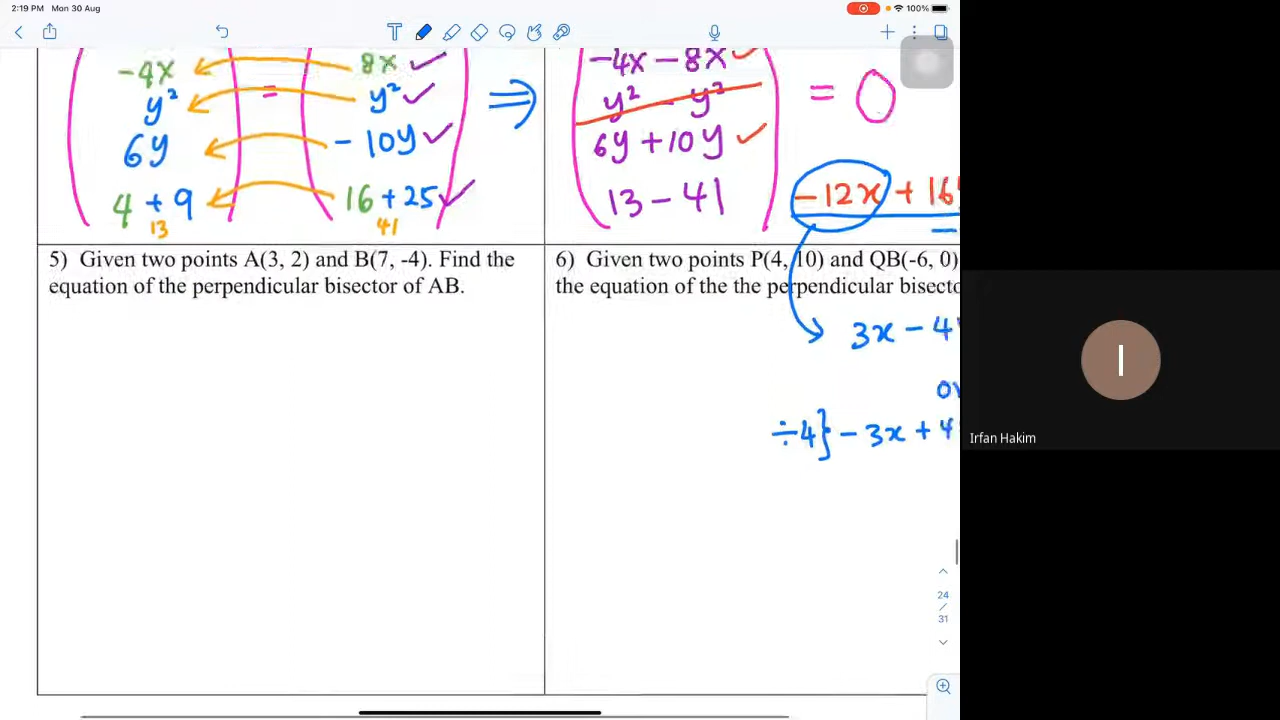 2:19 PM Mon 30 Aug
100%
-4x
8x
y²
=
y²
6y
- 10y
4 + 9
16 + 25
13
41
⇒
-4x - 8x
y² - y²
6y + 10y
13 - 41
= 0
-12x + 16
5) Given two points A(3, 2) and B(7, -4). Find the
equation of the perpendicular bisector of AB.
6) Given two points P(4, 10) and QB(-6, 0)
the equation of the the perpendicular bisecto
3x - 4
÷4} -3x + 4
24
/
31
I
Irfan Hakim